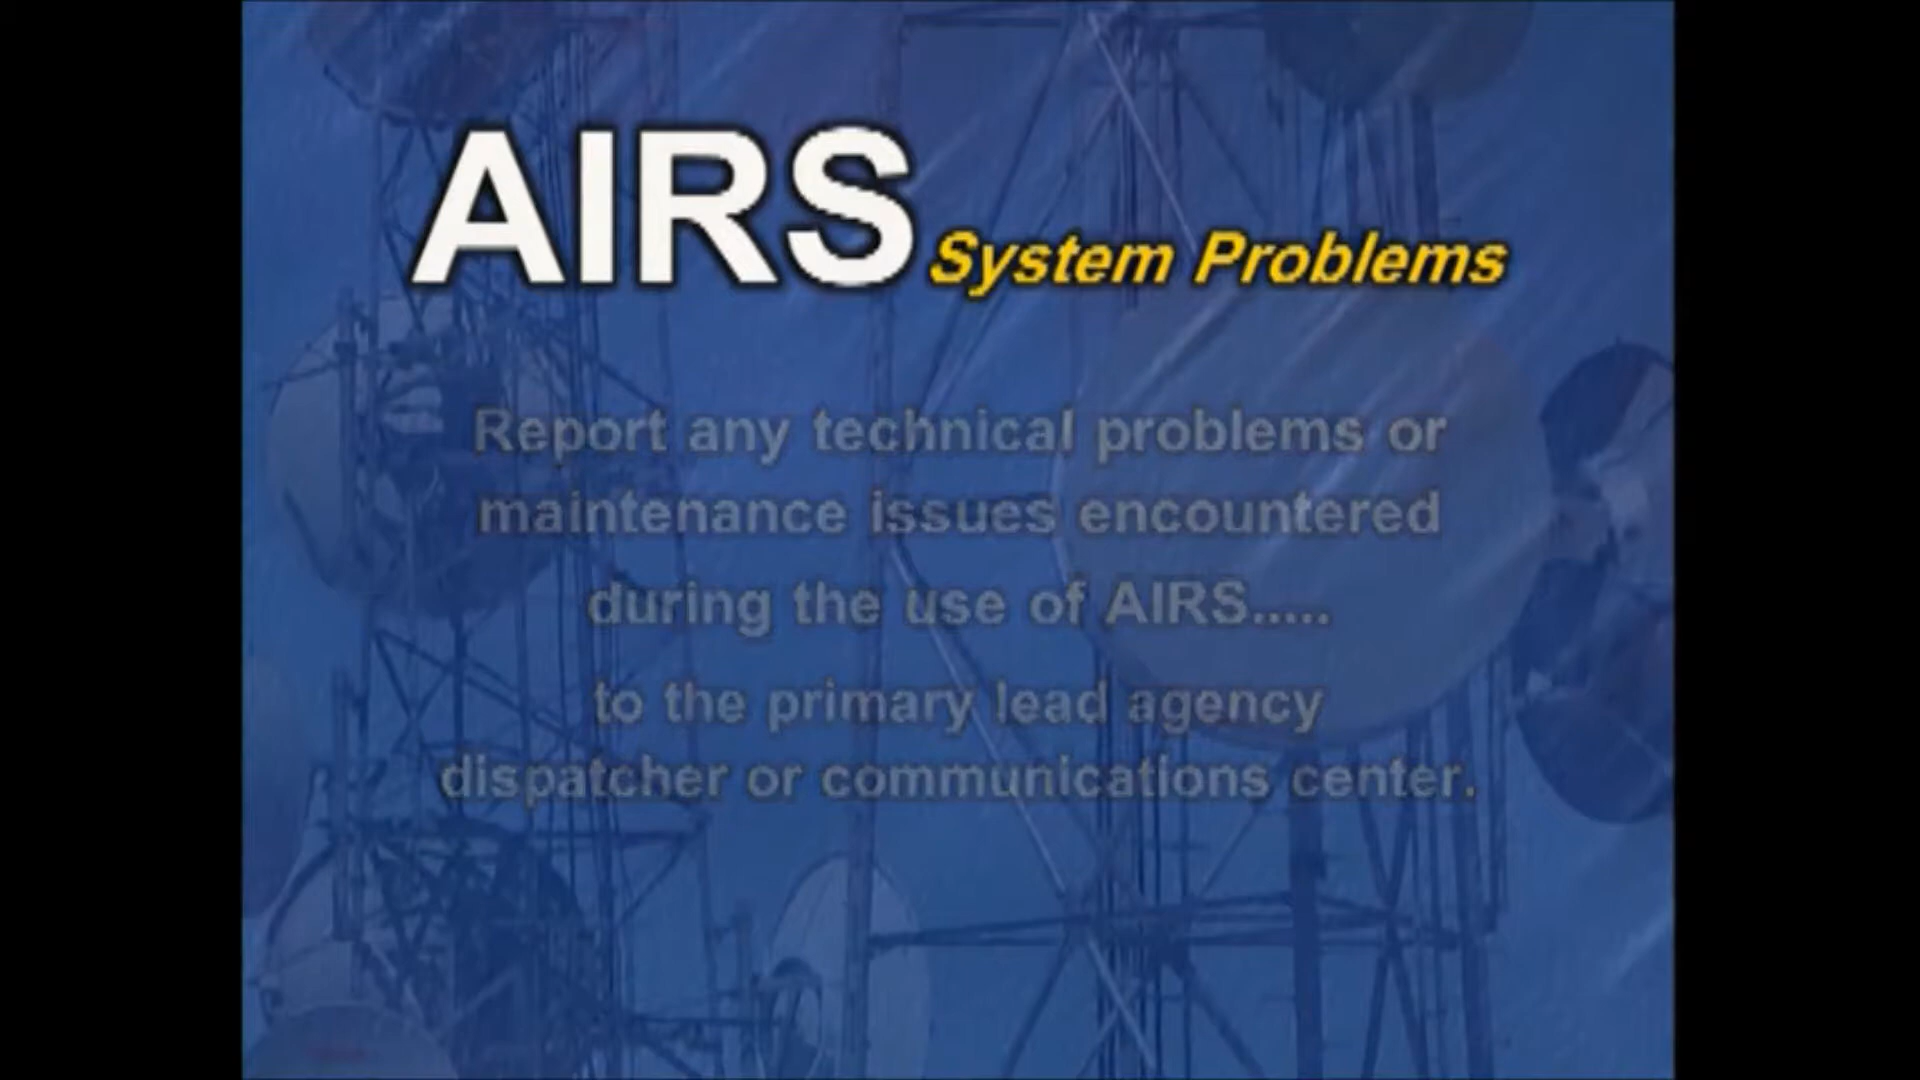 AIRS System Problems
Report any technical problems or
maintenance issues encountered
during the use of AIRS.....
to the primary lead agency
dispatcher or communications center.